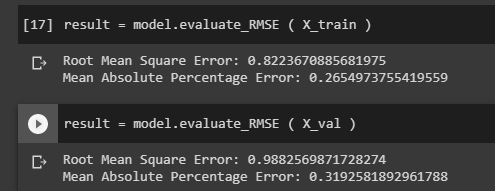 [17] result = model.evaluate_RMSE ( X_train )
Root Mean Square Error: 0.8223670885681975
Mean Absolute Percentage Error: 0.2654973755419559
result = model.evaluate_RMSE ( X_val )
Root Mean Square Error: 0.9882569871728274
Mean Absolute Percentage Error: 0.3192581892961788